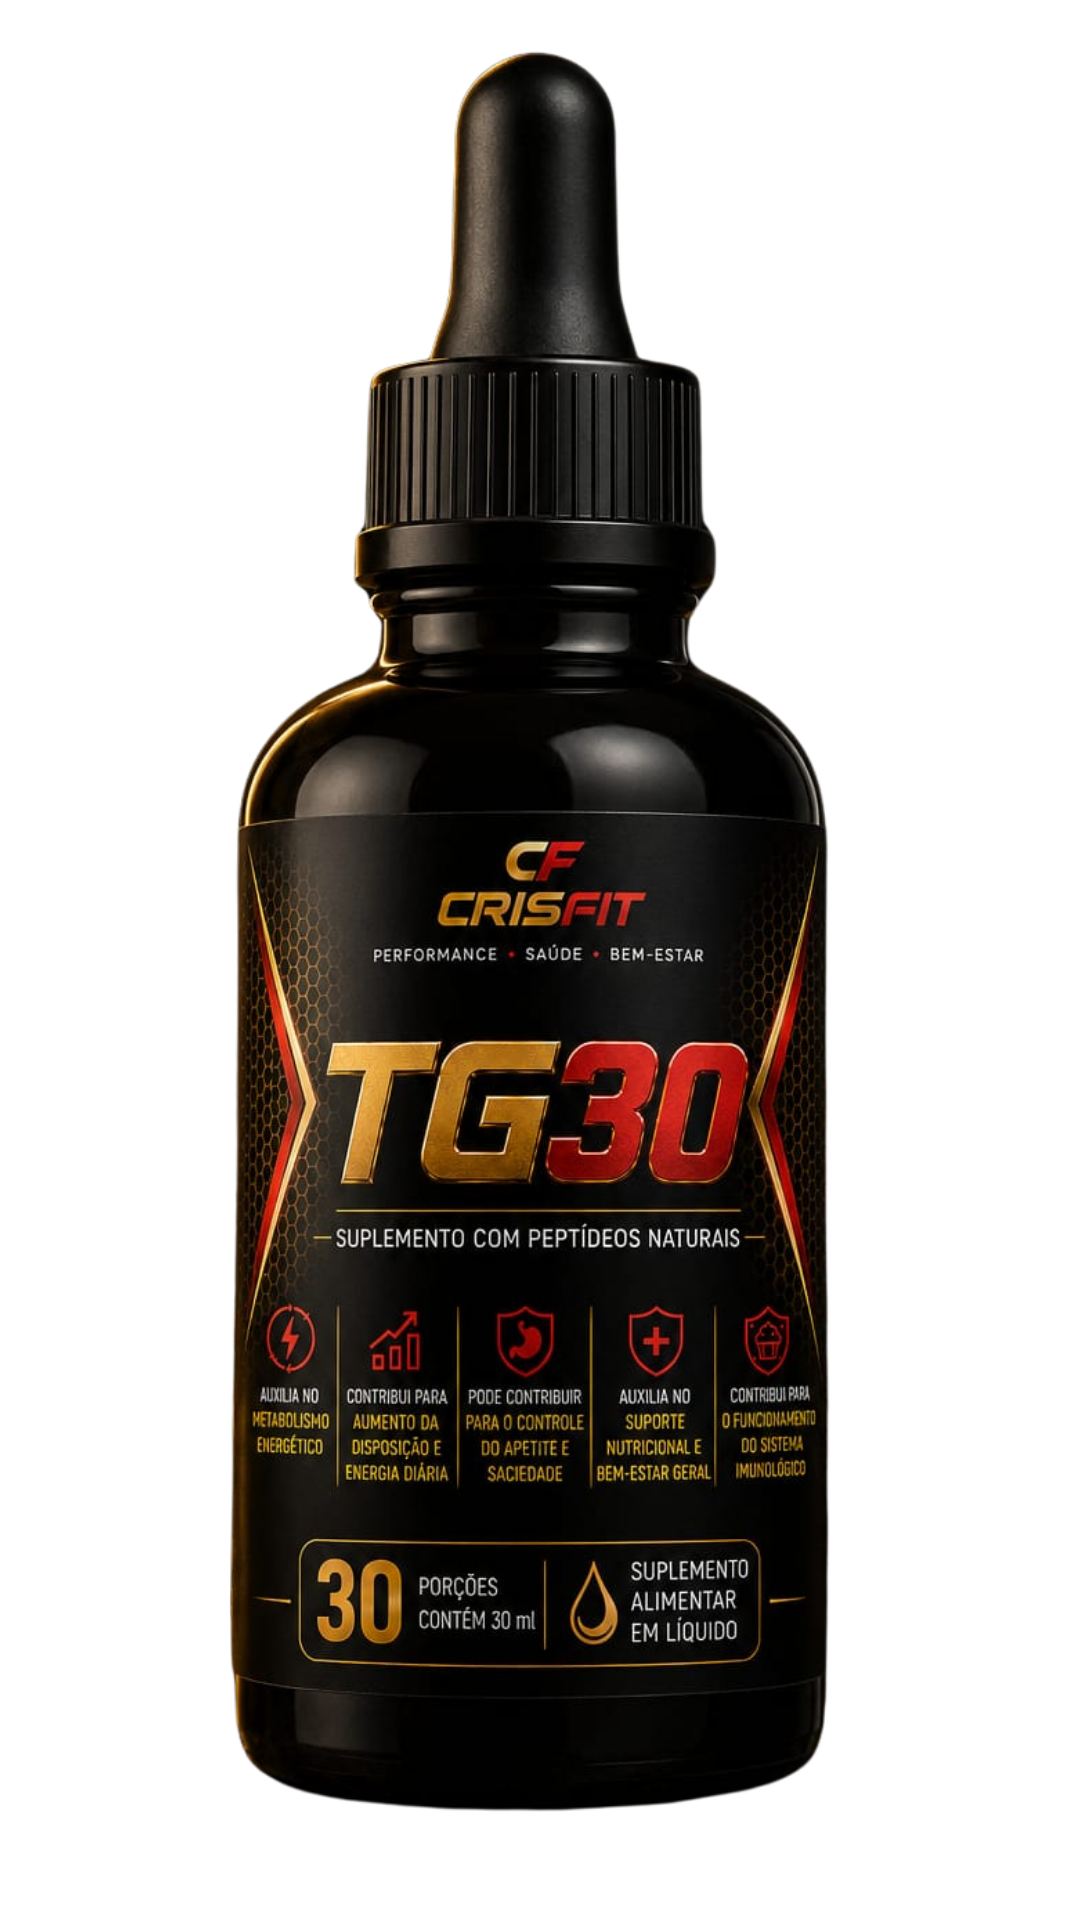 CF
CRISFIT
PERFORMANCE • SAÚDE • BEM-ESTAR
TG30
SUPLEMENTO COM PEPTÍDEOS NATURAIS
AUXILIA NO
METABOLISMO
ENERGÉTICO
CONTRIBUI PARA
AUMENTO DA
DISPOSIÇÃO E
ENERGIA DIÁRIA
PODE CONTRIBUIR
PARA O CONTROLE
DO APETITE E
SACIEDADE
AUXILIA NO
SUPORTE
NUTRICIONAL E
BEM-ESTAR GERAL
CONTRIBUI PARA
O FUNCIONAMENTO
DO SISTEMA
IMUNOLÓGICO
30
PORÇÕES
CONTÉM 30 ml
SUPLEMENTO
ALIMENTAR
EM LÍQUIDO